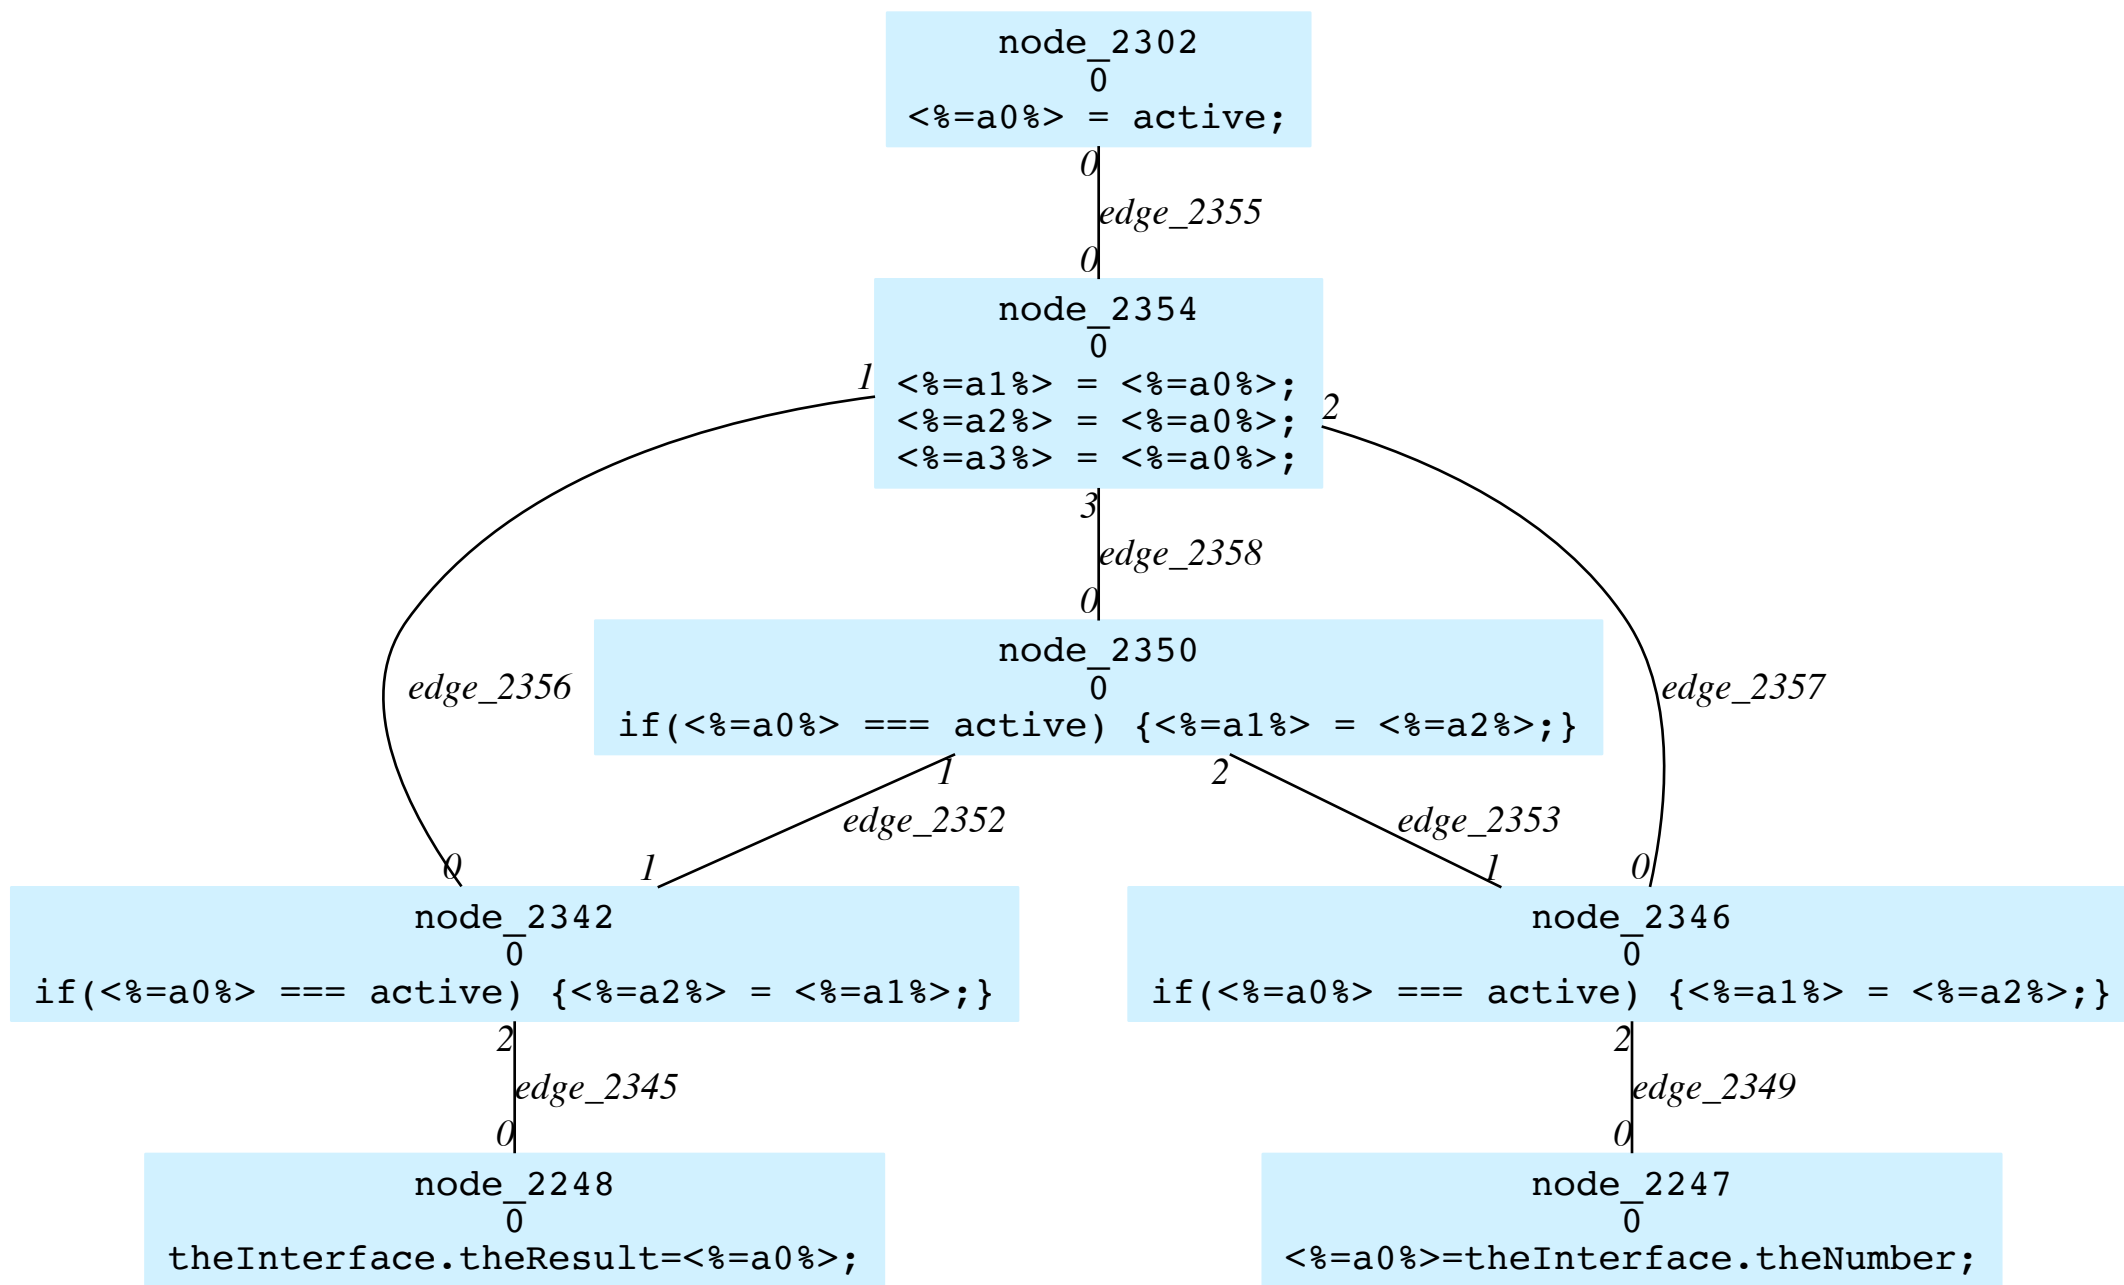 node_2302
0
<%=a0%> = active;
0
edge_2355
0
node_2354
0
<%=a1%> = <%=a0%>;
<%=a2%> = <%=a0%>;
<%=a3%> = <%=a0%>;
1
2
3
edge_2358
0
node_2350
0
if(<%=a0%> === active) {<%=a1%> = <%=a2%>;}
edge_2356
edge_2357
1
2
edge_2352
edge_2353
0
1
1
0
node_2342
0
if(<%=a0%> === active) {<%=a2%> = <%=a1%>;}
node_2346
0
if(<%=a0%> === active) {<%=a1%> = <%=a2%>;}
2
2
edge_2345
edge_2349
0
0
node_2248
0
theInterface.theResult=<%=a0%>;
node_2247
0
<%=a0%>=theInterface.theNumber;